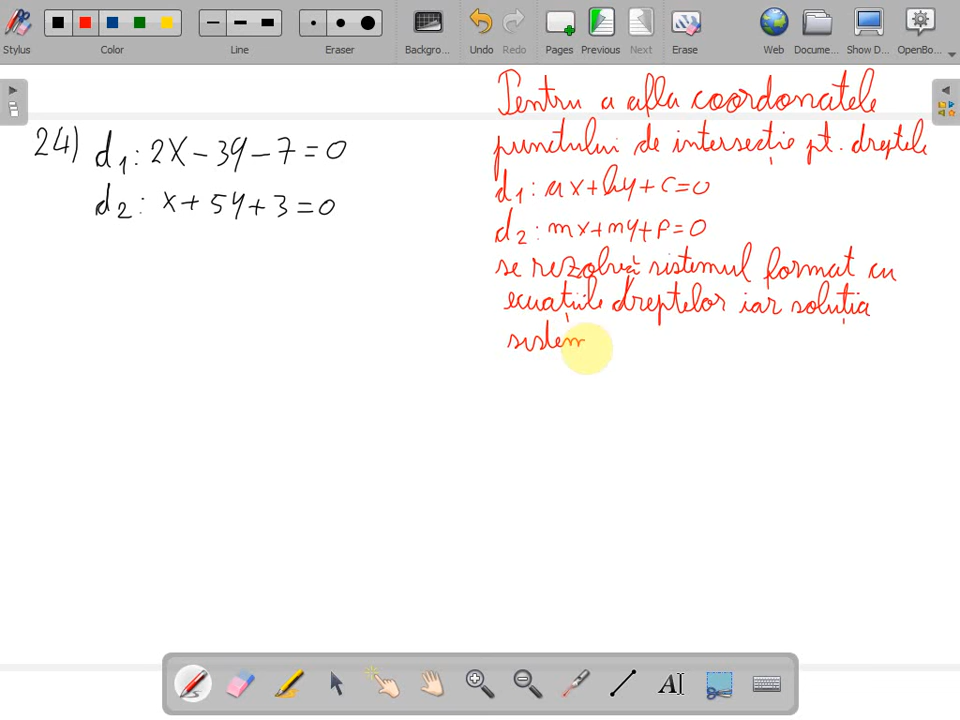 Stylus Color Line Eraser Backgro... Undo Redo Pages Previous Next Erase Web Docume... Show D... OpenBo...
24) d1: 2x - 3y - 7 = 0
d2: x + 5y + 3 = 0
Pentru a afla coordonatele
punctului de intersecție pt. dreptele
d1: ax + by + c = 0
d2: mx + ny + p = 0
se rezolvă sistemul format cu
ecuațiile dreptelor iar soluția
sistem